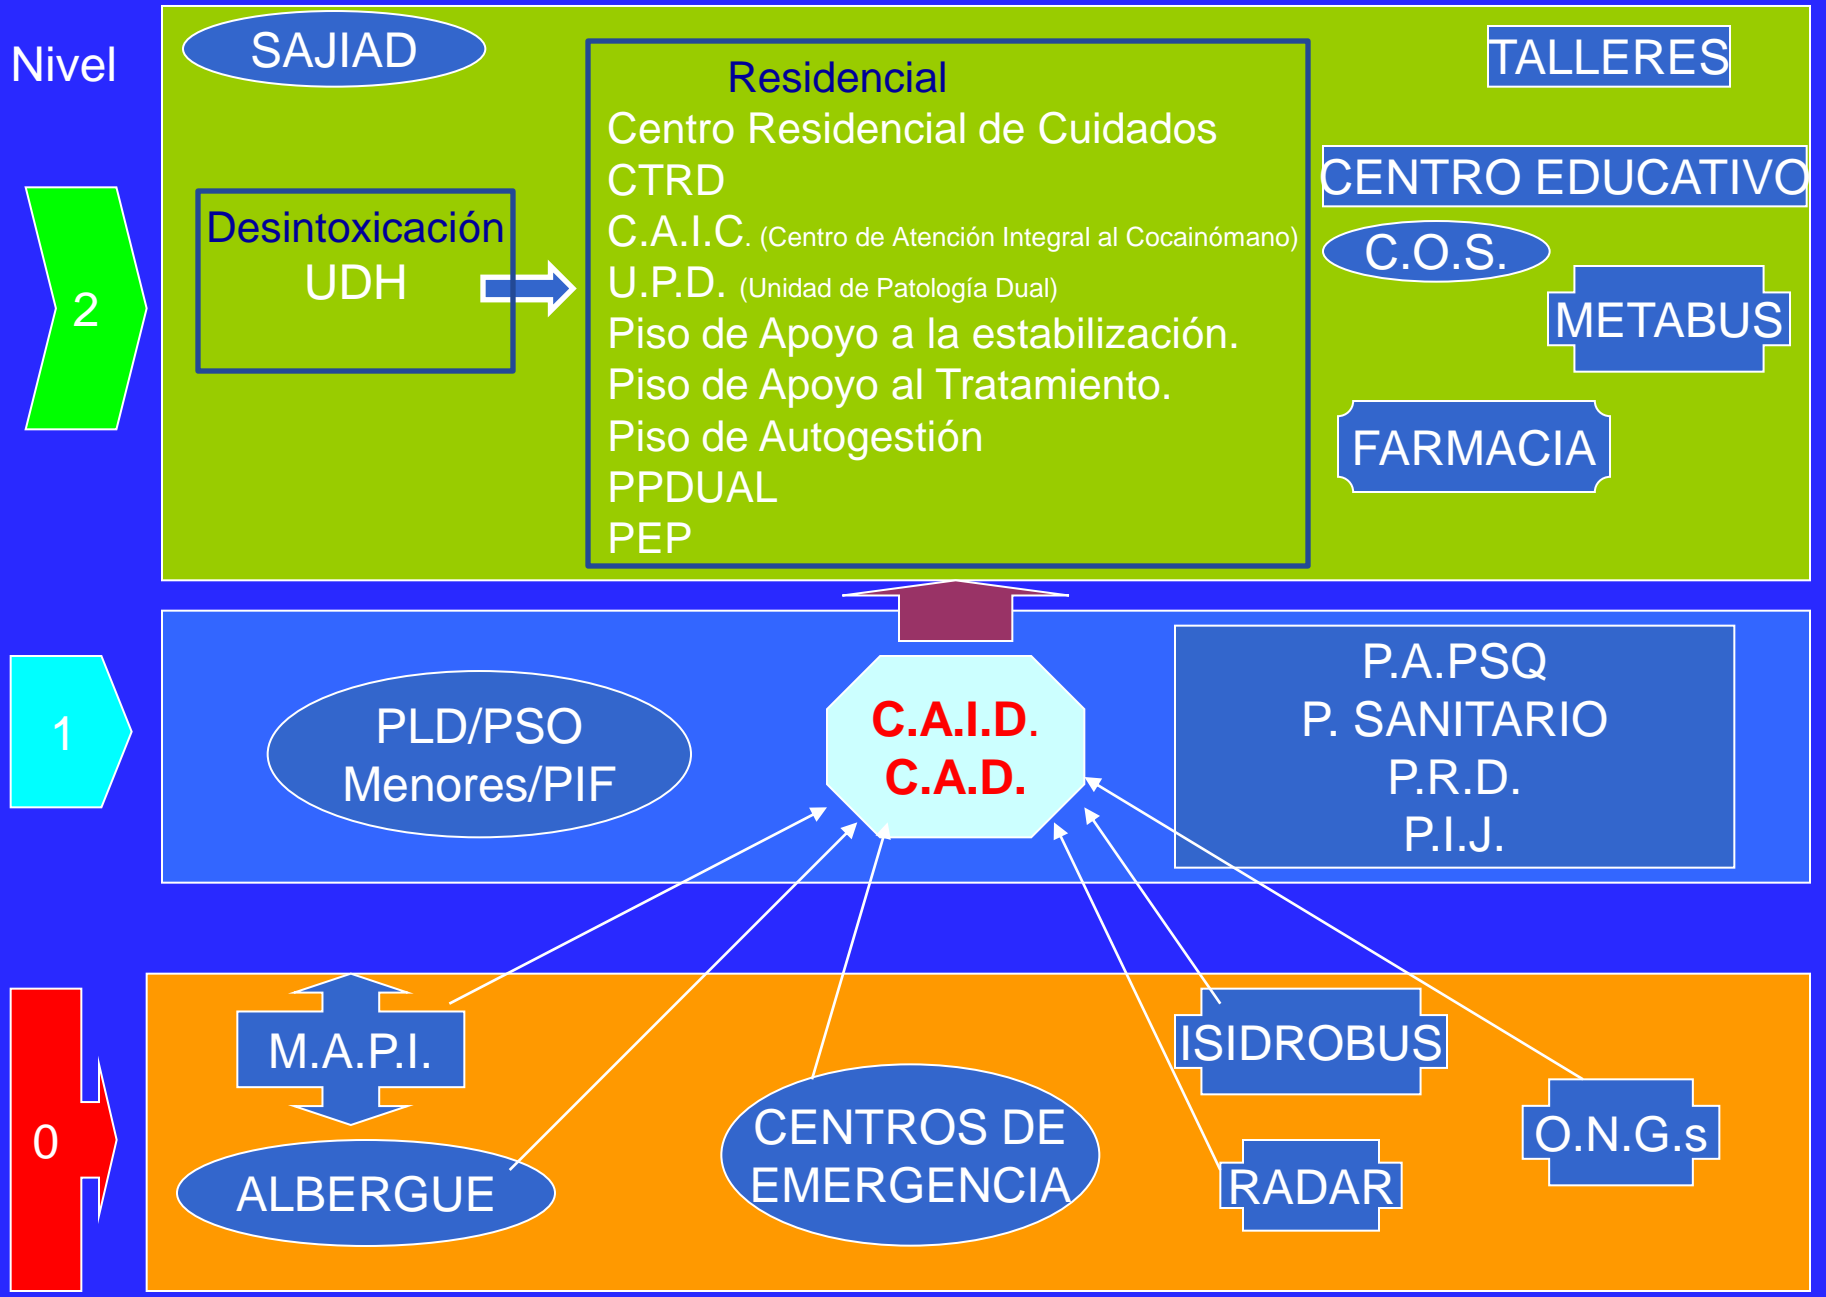 Nivel
2
SAJIAD
Desintoxicación
UDH
Residencial
Centro Residencial de Cuidados
CTRD
C.A.I.C. (Centro de Atención Integral al Cocainómano)
U.P.D. (Unidad de Patología Dual)
Piso de Apoyo a la estabilización.
Piso de Apoyo al Tratamiento.
Piso de Autogestión
PPDUAL
PEP
TALLERES
CENTRO EDUCATIVO
C.O.S.
METABUS
FARMACIA
1
PLD/PSO
Menores/PIF
C.A.I.D.
C.A.D.
P.A.PSQ
P. SANITARIO
P.R.D.
P.I.J.
0
M.A.P.I.
ALBERGUE
CENTROS DE
EMERGENCIA
ISIDROBUS
RADAR
O.N.G.s